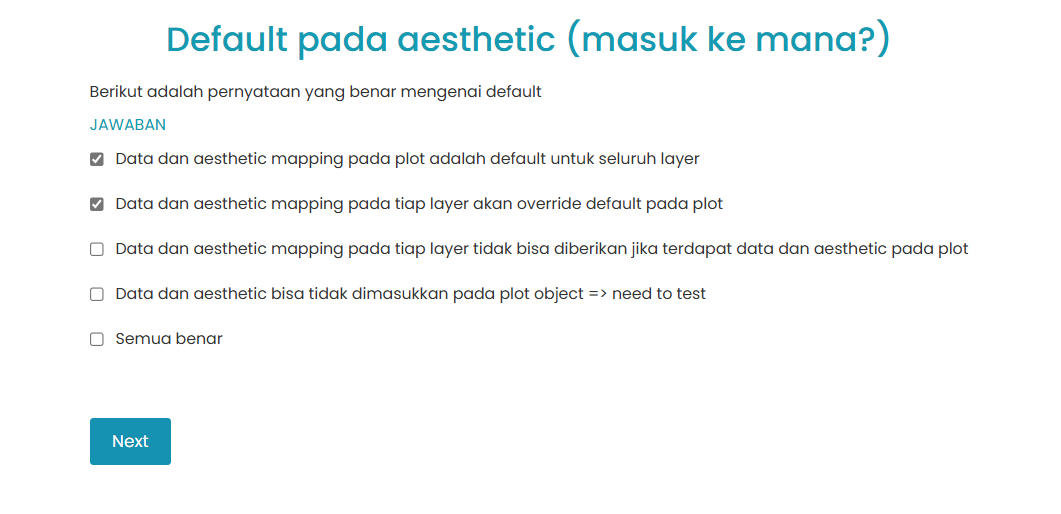 Default pada aesthetic (masuk ke mana?)
Berikut adalah pernyataan yang benar mengenai default
JAWABAN
Data dan aesthetic mapping pada plot adalah default untuk seluruh layer
Data dan aesthetic mapping pada tiap layer akan override default pada plot
Data dan aesthetic mapping pada tiap layer tidak bisa diberikan jika terdapat data dan aesthetic pada plot
Data dan aesthetic bisa tidak dimasukkan pada plot object => need to test
Semua benar
Next